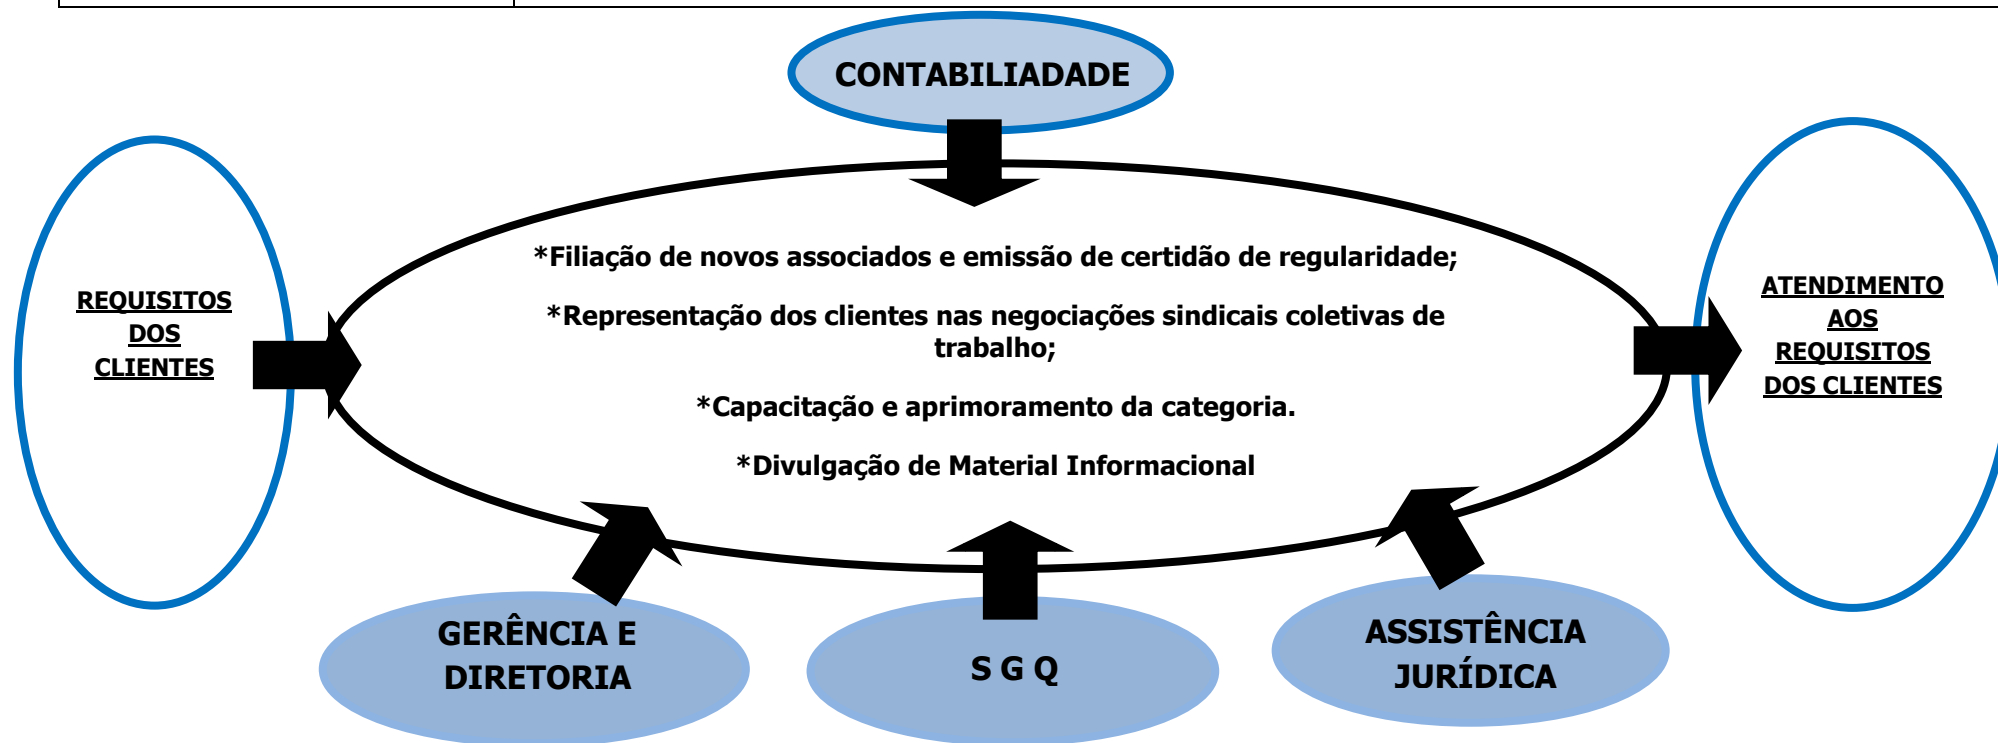 CONTABILIADADE
REQUISITOS
DOS
CLIENTES
*Filiação de novos associados e emissão de certidão de regularidade;
*Representação dos clientes nas negociações sindicais coletivas de
trabalho;
*Capacitação e aprimoramento da categoria.
*Divulgação de Material Informacional
ATENDIMENTO
AOS
REQUISITOS
DOS CLIENTES
GERÊNCIA E
DIRETORIA
S G Q
ASSISTÊNCIA
JURÍDICA